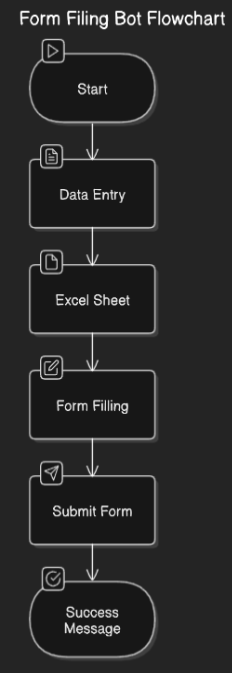 Form Filing Bot Flowchart
Start
Data Entry
Excel Sheet
Form Filling
Submit Form
Success
Message